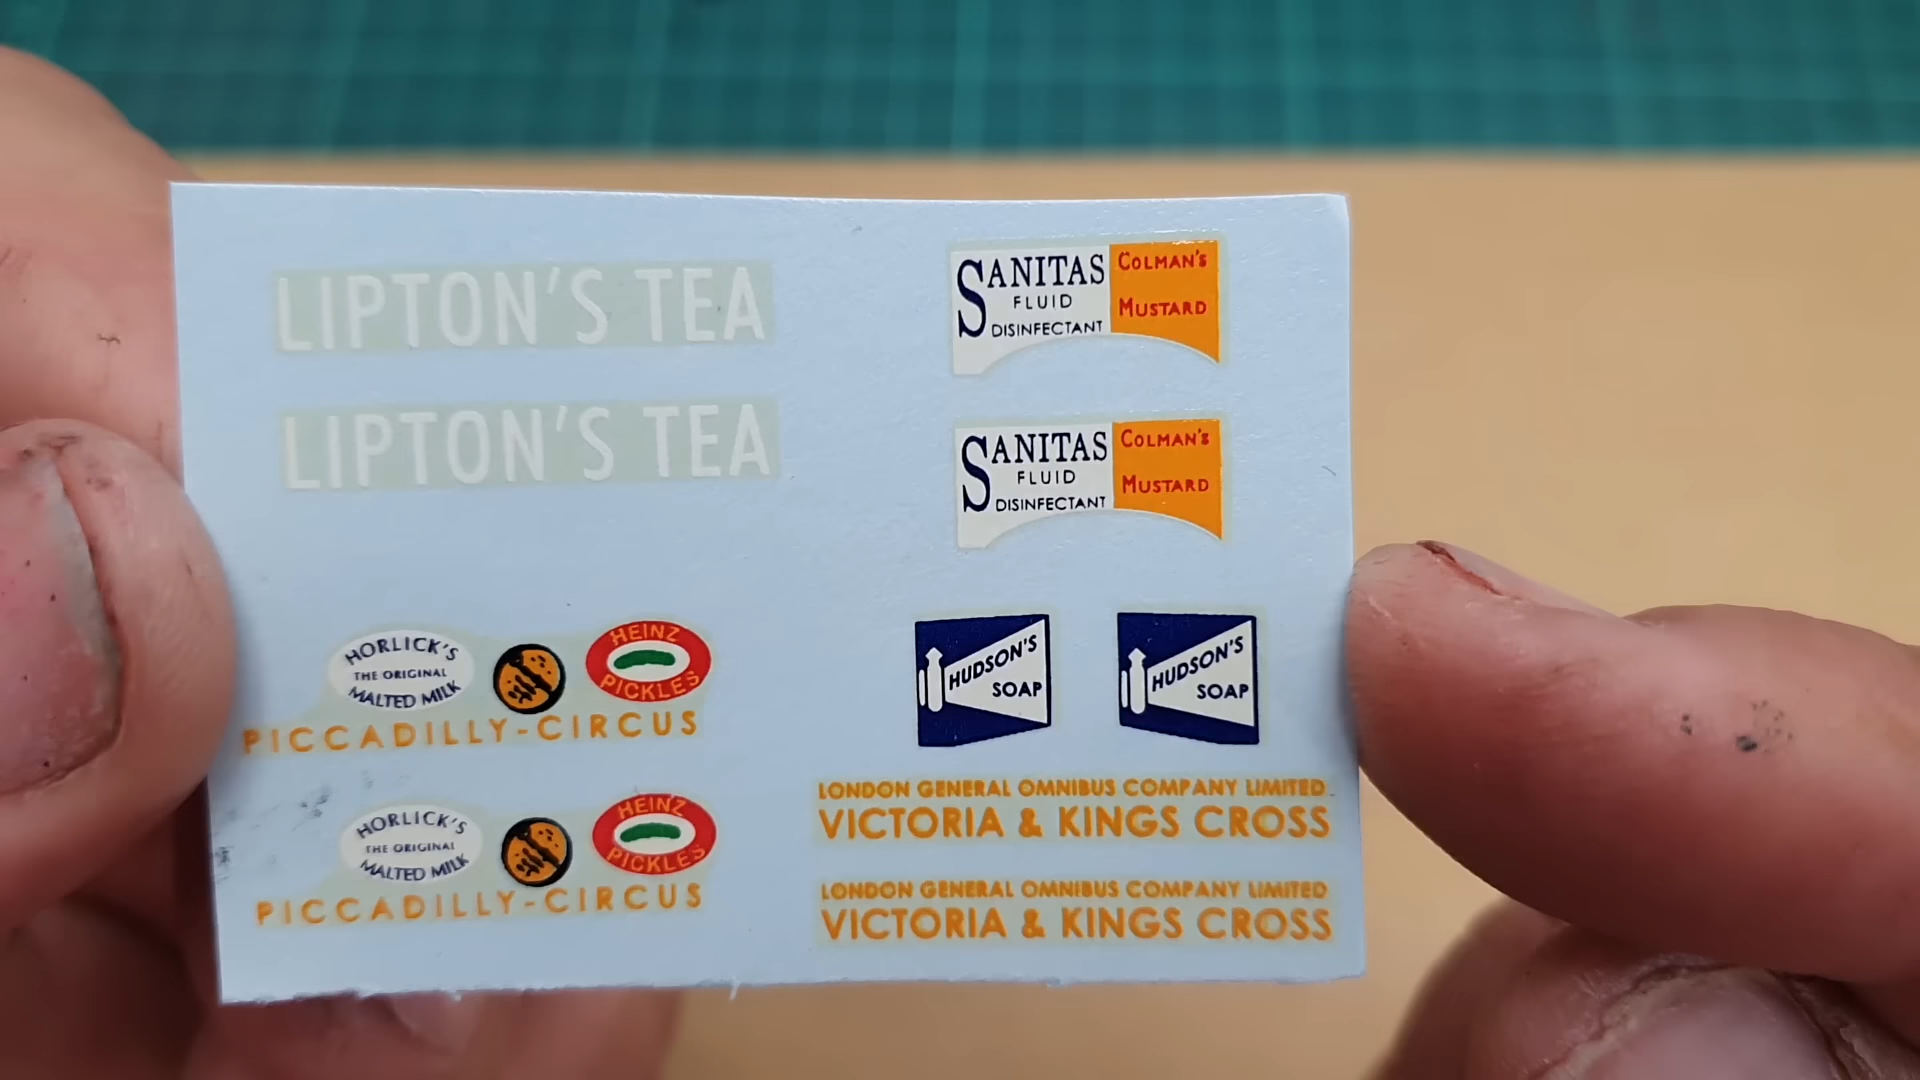 LIPTON'S TEA
LIPTON'S TEA
SANITAS
FLUID
DISINFECTANT
COLMAN'S
MUSTARD
SANITAS
FLUID
DISINFECTANT
COLMAN'S
MUSTARD
HORLICK'S
THE ORIGINAL
MALTED MILK
HEINZ
PICKLES
PICCADILLY-CIRCUS
HORLICK'S
THE ORIGINAL
MALTED MILK
HEINZ
PICKLES
PICCADILLY-CIRCUS
HUDSON'S
SOAP
HUDSON'S
SOAP
LONDON GENERAL OMNIBUS COMPANY LIMITED
VICTORIA & KINGS CROSS
LONDON GENERAL OMNIBUS COMPANY LIMITED
VICTORIA & KINGS CROSS